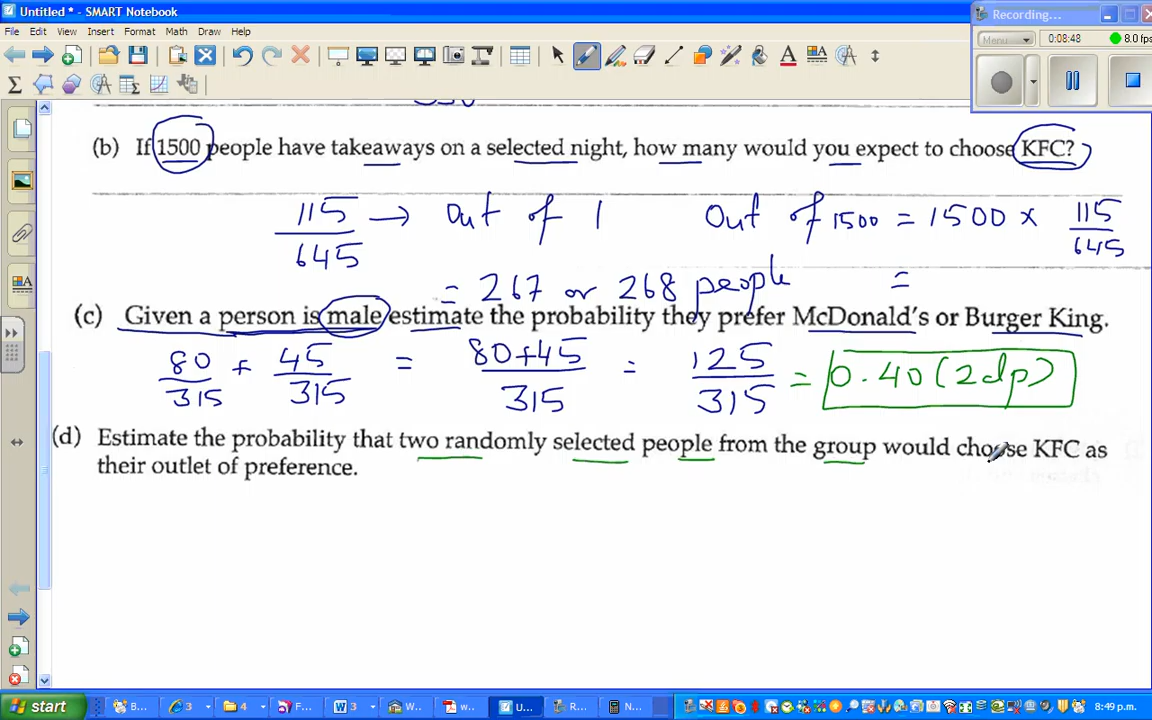 Untitled * - SMART Notebook
Recording...
File Edit View Insert Format Math Draw Help
Menu 0:08:48 8.0 fps
(b) If 1500 people have takeaways on a selected night, how many would you expect to choose KFC?
115/645 → Out of 1 Out of 1500 = 1500 × 115/645
= 267 or 268 people =
(c) Given a person is male estimate the probability they prefer McDonald's or Burger King.
80/315 + 45/315 = 80+45/315 = 125/315 = 0.40 (2dp)
(d) Estimate the probability that two randomly selected people from the group would choose KFC as
their outlet of preference.
start B... 3 4 F... 3 W... w... U... R... N... 8:49 p.m.